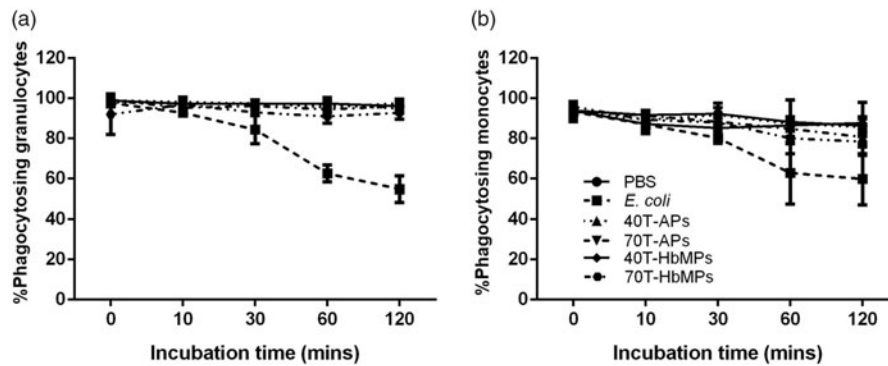 (a)
120
100
80
60
40
20
0
%Phagocytosing granulocytes
0 10 30 60 120
Incubation time (mins)
(b)
120
100
80
60
40
20
0
%Phagocytosing monocytes
PBS
E. coli
40T-APs
70T-APs
40T-HbMPs
70T-HbMPs
0 10 30 60 120
Incubation time (mins)